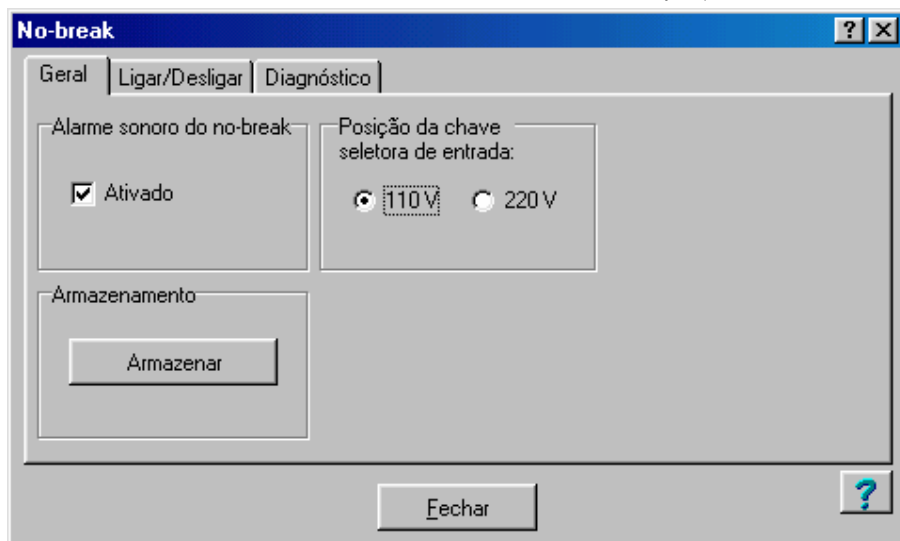 No-break
Geral Ligar/Desligar Diagnóstico
Alarme sonoro do no-break
Ativado
Posição da chave
seletora de entrada:
110 V 220 V
Armazenamento
Armazenar
Fechar
?